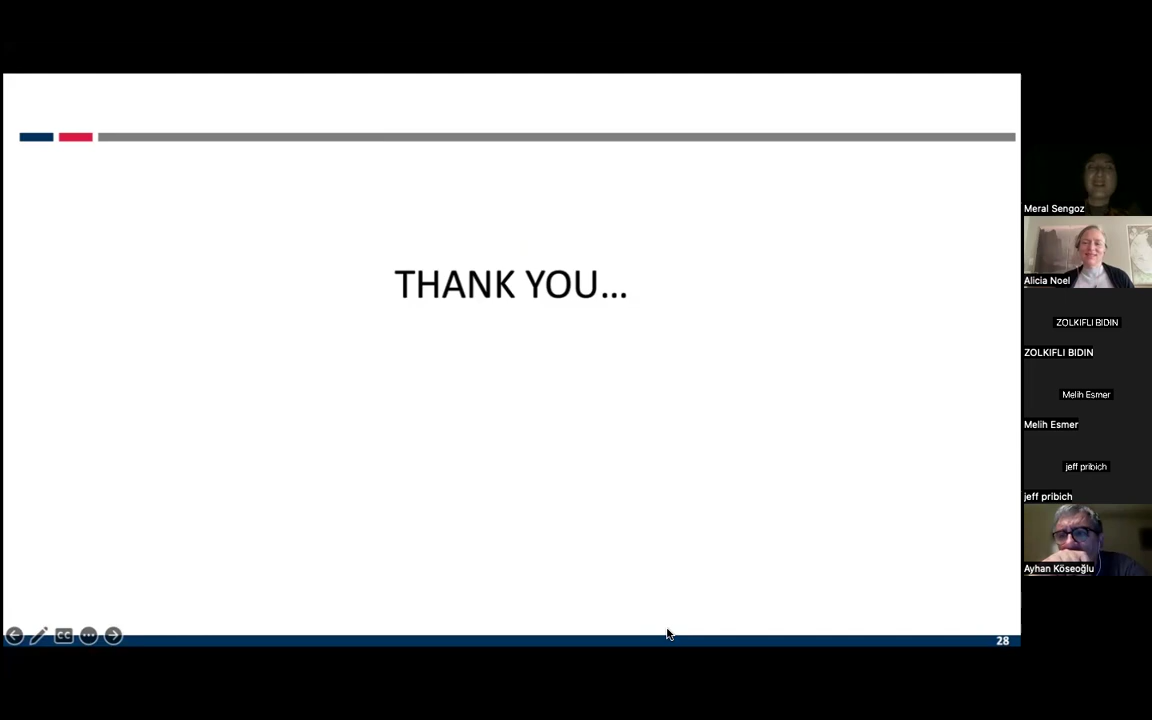 THANK YOU...
28
CC
Meral Sengoz
Alicia Noel
ZOLKIFLI BIDIN
ZOLKIFLI BIDIN
Melih Esmer
Melih Esmer
jeff pribich
jeff pribich
Ayhan Köseoğlu